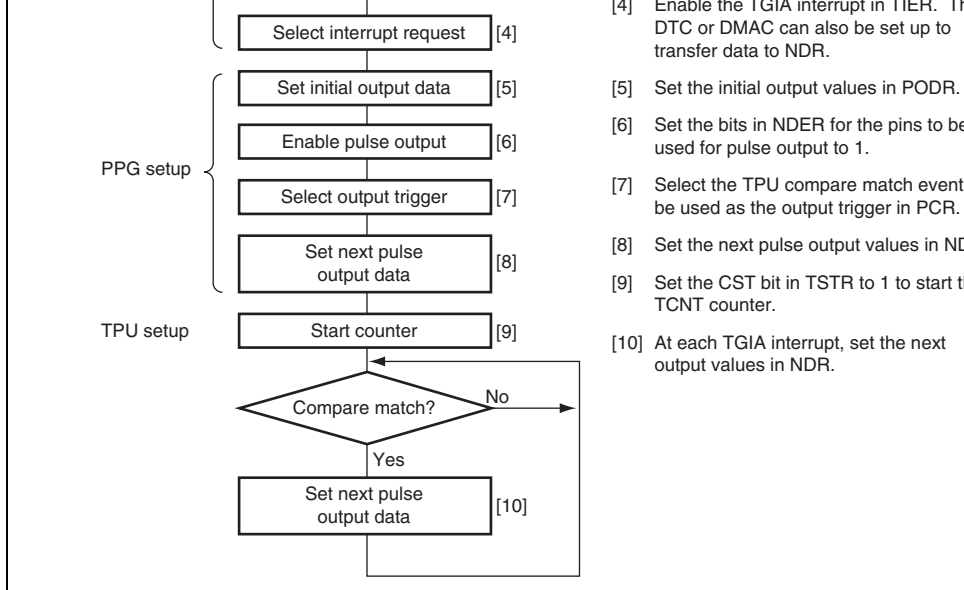 Select interrupt request [4]
Set initial output data [5]
Enable pulse output [6]
PPG setup
Select output trigger [7]
Set next pulse
output data [8]
TPU setup
Start counter [9]
Compare match?
No
Yes
Set next pulse
output data [10]
[4] Enable the TGIA interrupt in TIER.
DTC or DMAC can also be set up to
transfer data to NDR.
[5] Set the initial output values in PODR.
[6] Set the bits in NDER for the pins to be
used for pulse output to 1.
[7] Select the TPU compare match event
be used as the output trigger in PCR.
[8] Set the next pulse output values in
[9] Set the CST bit in TSTR to 1 to start
TCNT counter.
[10] At each TGIA interrupt, set the next
output values in NDR.